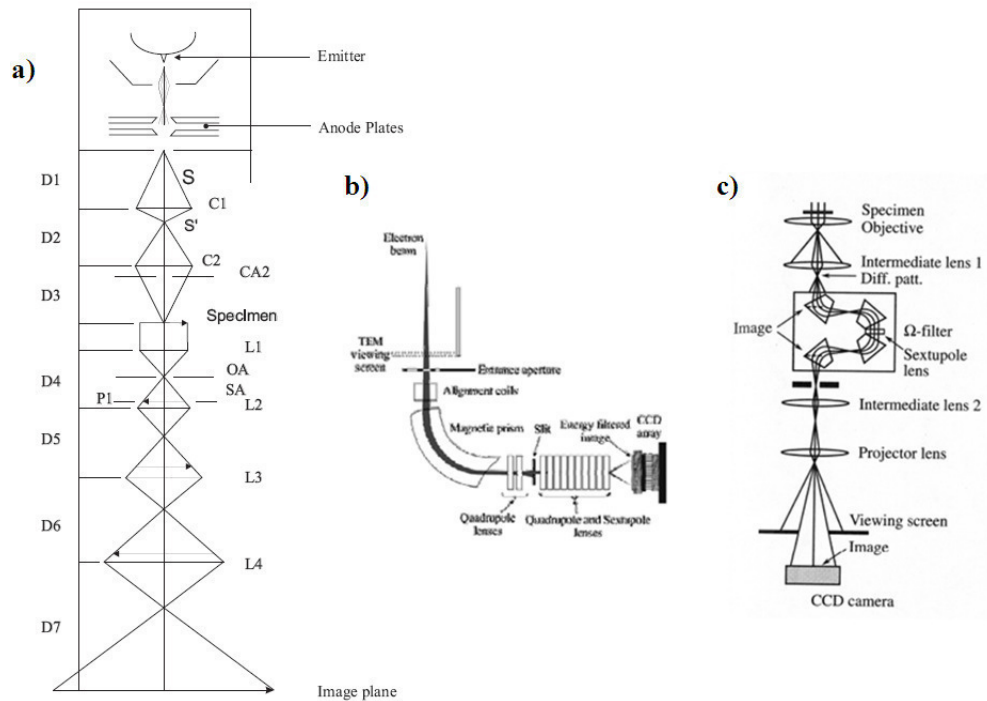 a)
Emitter
Anode Plates
D1
S
C1
S'
D2
C2
CA2
D3
Specimen
L1
D4
OA
SA
P1
L2
D5
L3
D6
L4
D7
Image plane
b)
Electron
beam
TEM
viewing
screen
Entrance aperture
Alignment coils
Magnetic prism
Slit
Energy filtered
image
CCD
array
Quadrupole
lenses
Quadrupole and Sextupole
lenses
c)
Specimen
Objective
Intermediate lens 1
Diff. patt.
Image
Ω-filter
Sextupole
lens
Intermediate lens 2
Projector lens
Viewing screen
Image
CCD camera